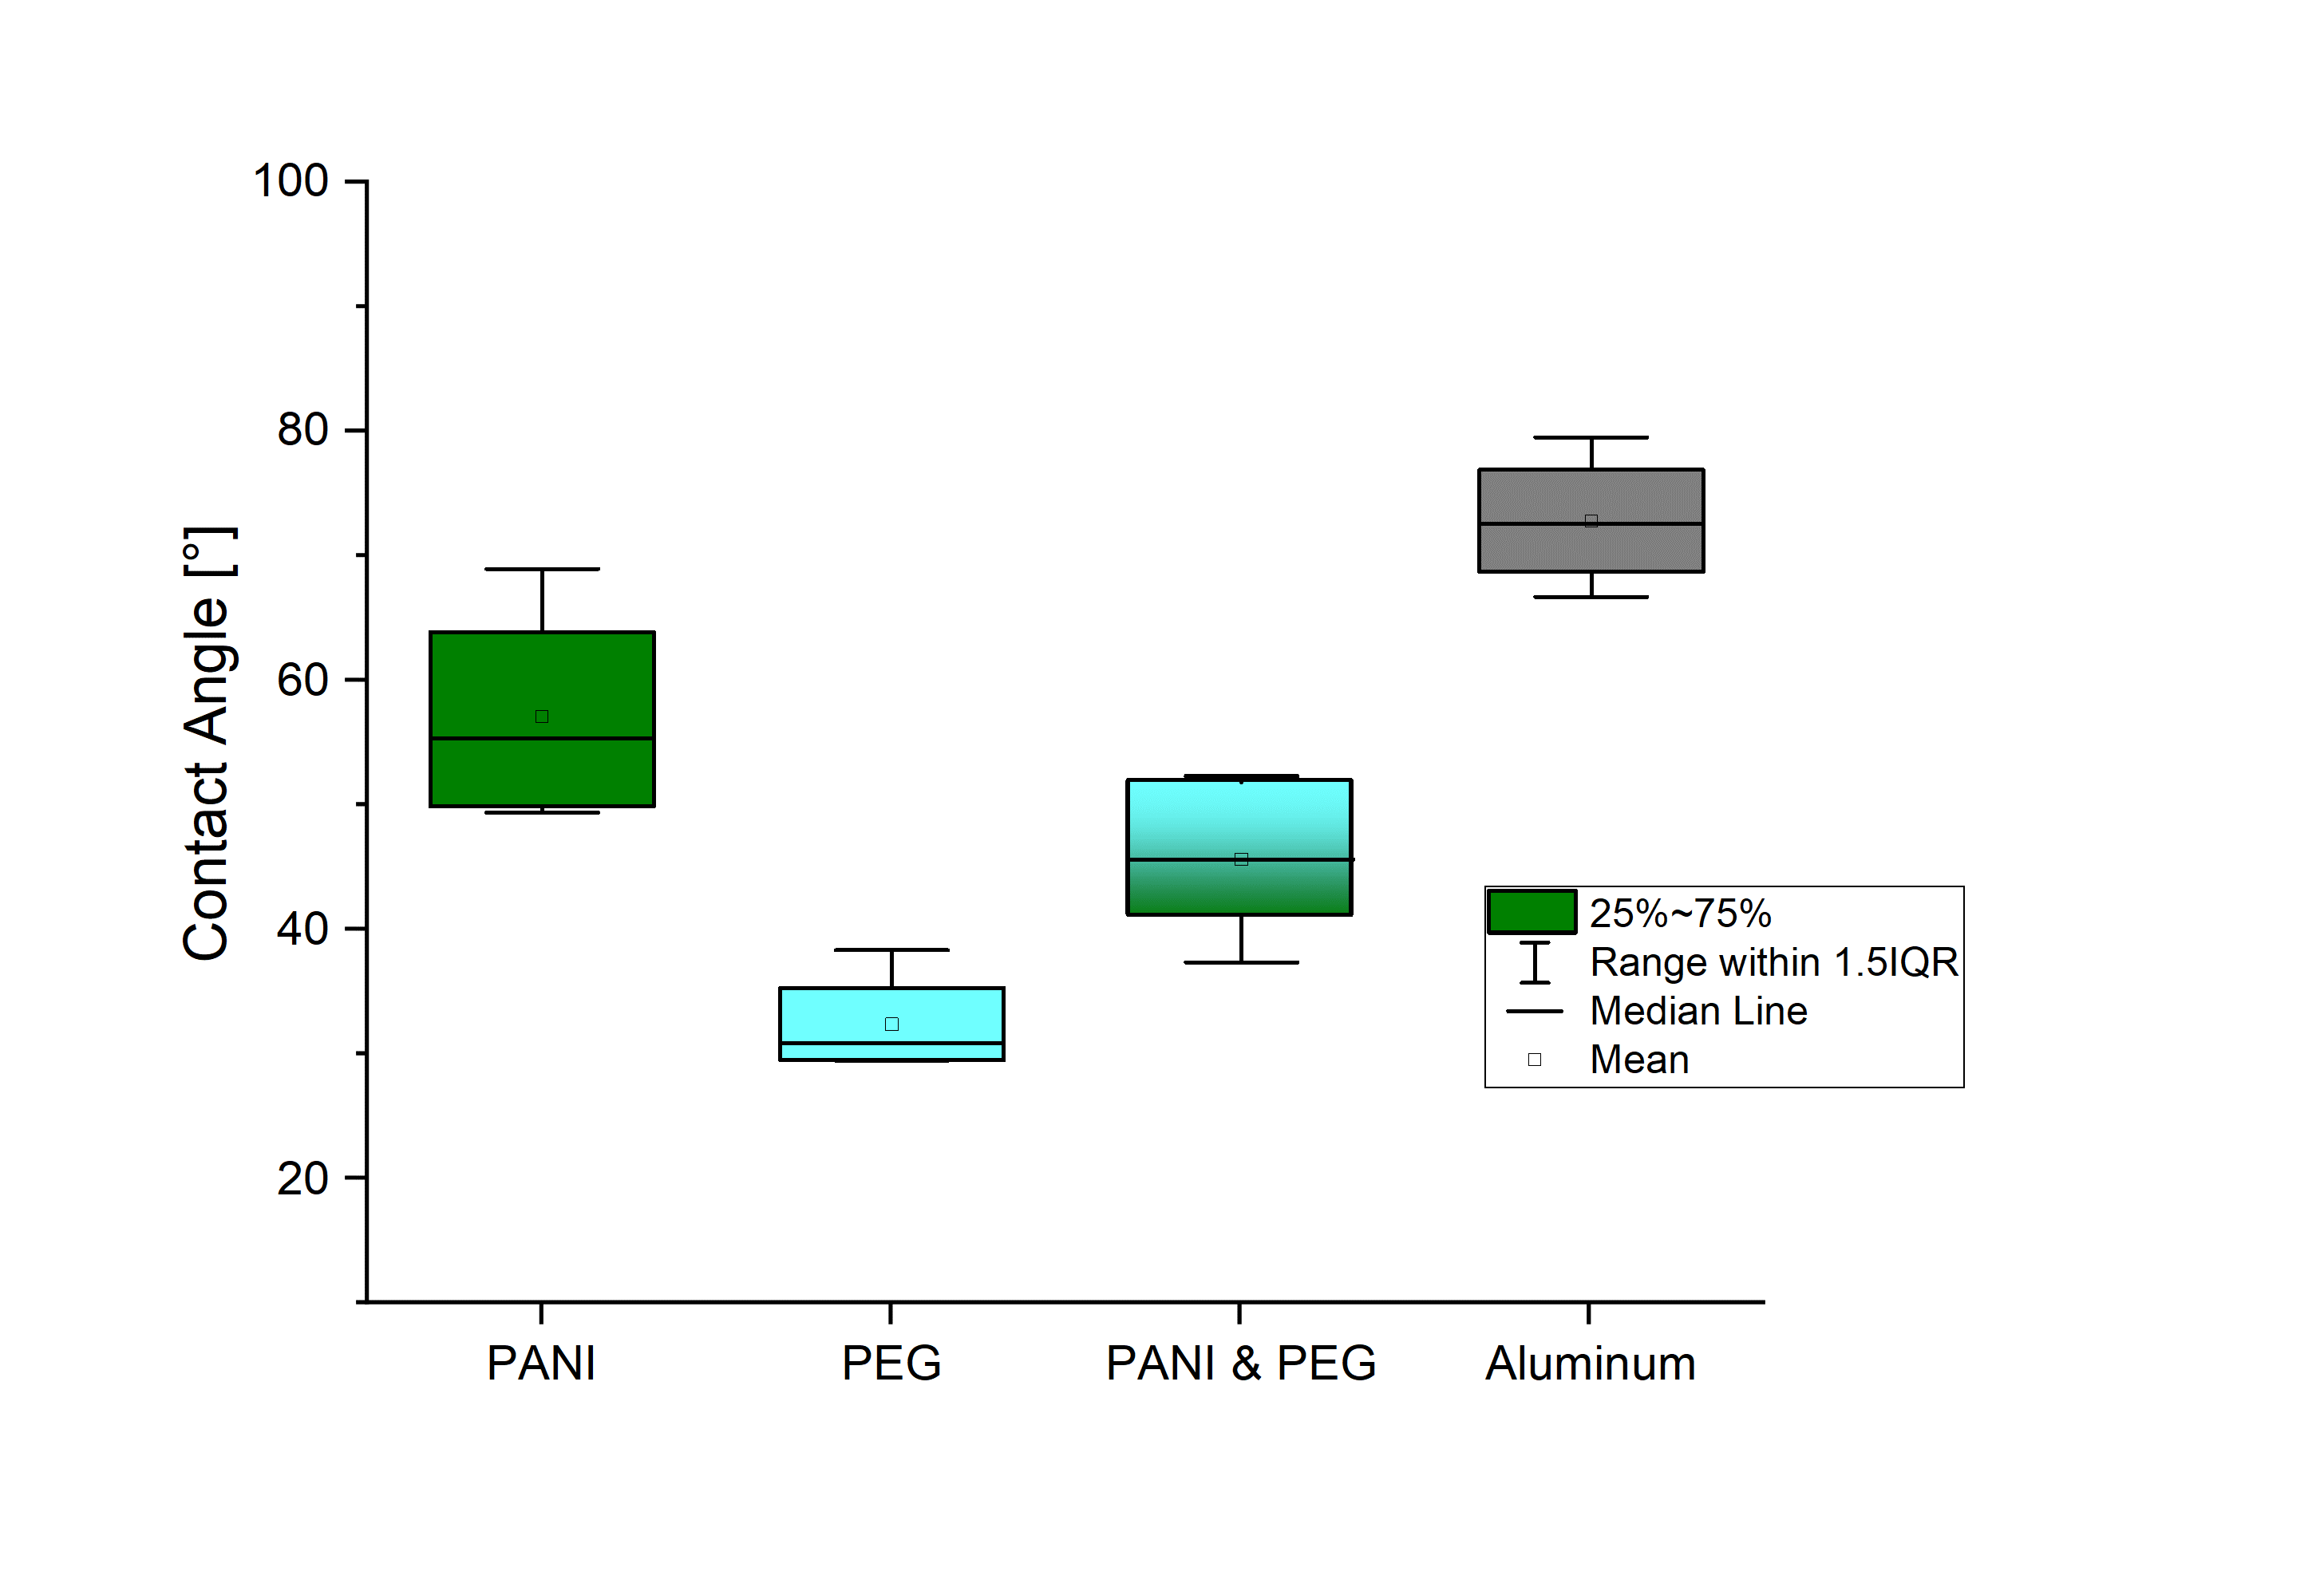 100
80
60
40
20
Contact Angle [°]
PANI
PEG
PANI & PEG
Aluminum
25%~75%
Range within 1.5IQR
Median Line
Mean